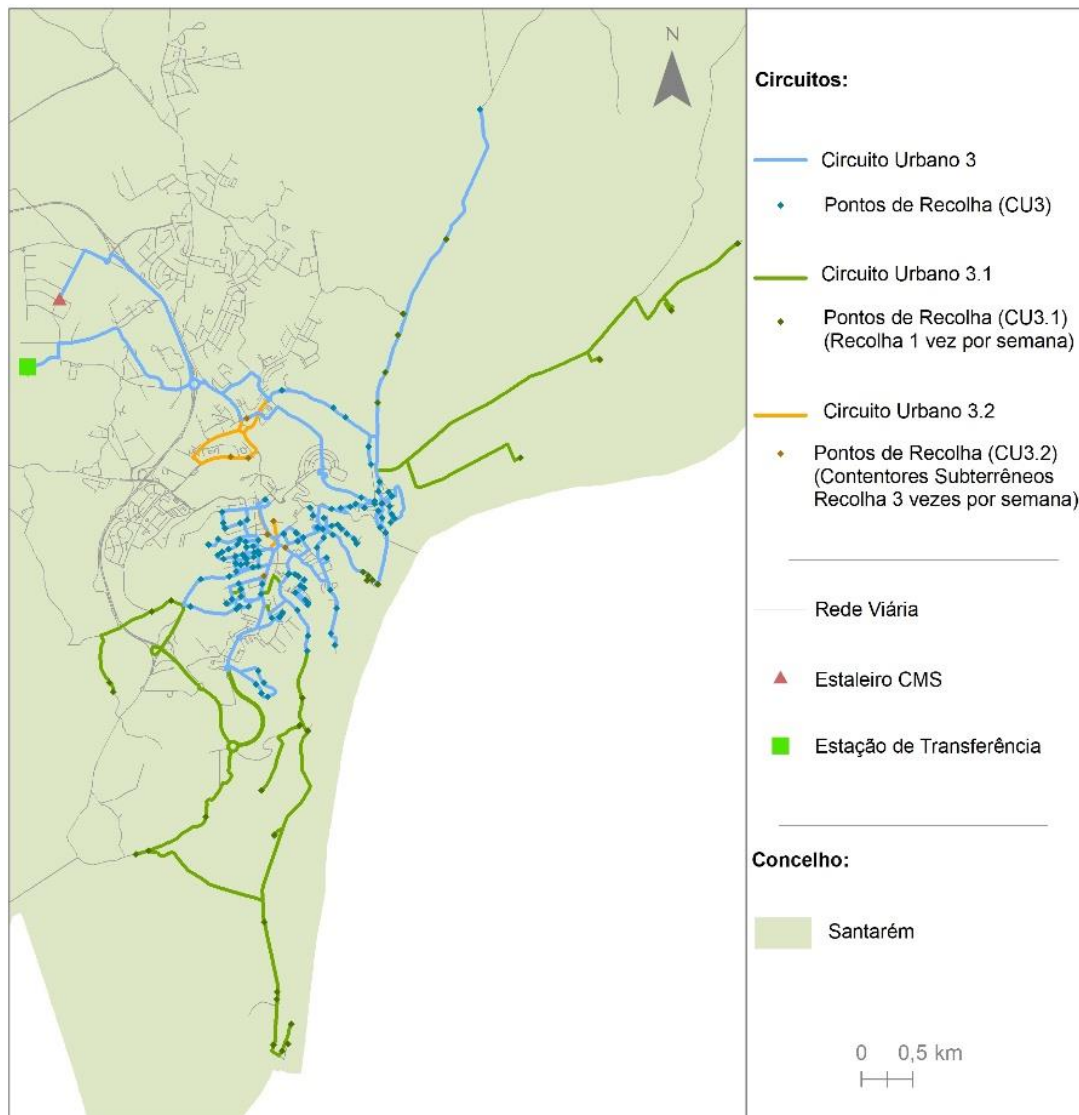 N
Circuitos:
Circuito Urbano 3
Pontos de Recolha (CU3)
Circuito Urbano 3.1
Pontos de Recolha (CU3.1)
(Recolha 1 vez por semana)
Circuito Urbano 3.2
Pontos de Recolha (CU3.2)
(Contentores Subterrêneos
Recolha 3 vezes por semana)
Rede Viária
Estaleiro CMS
Estação de Transferência
Concelho:
Santarém
0 0,5 km